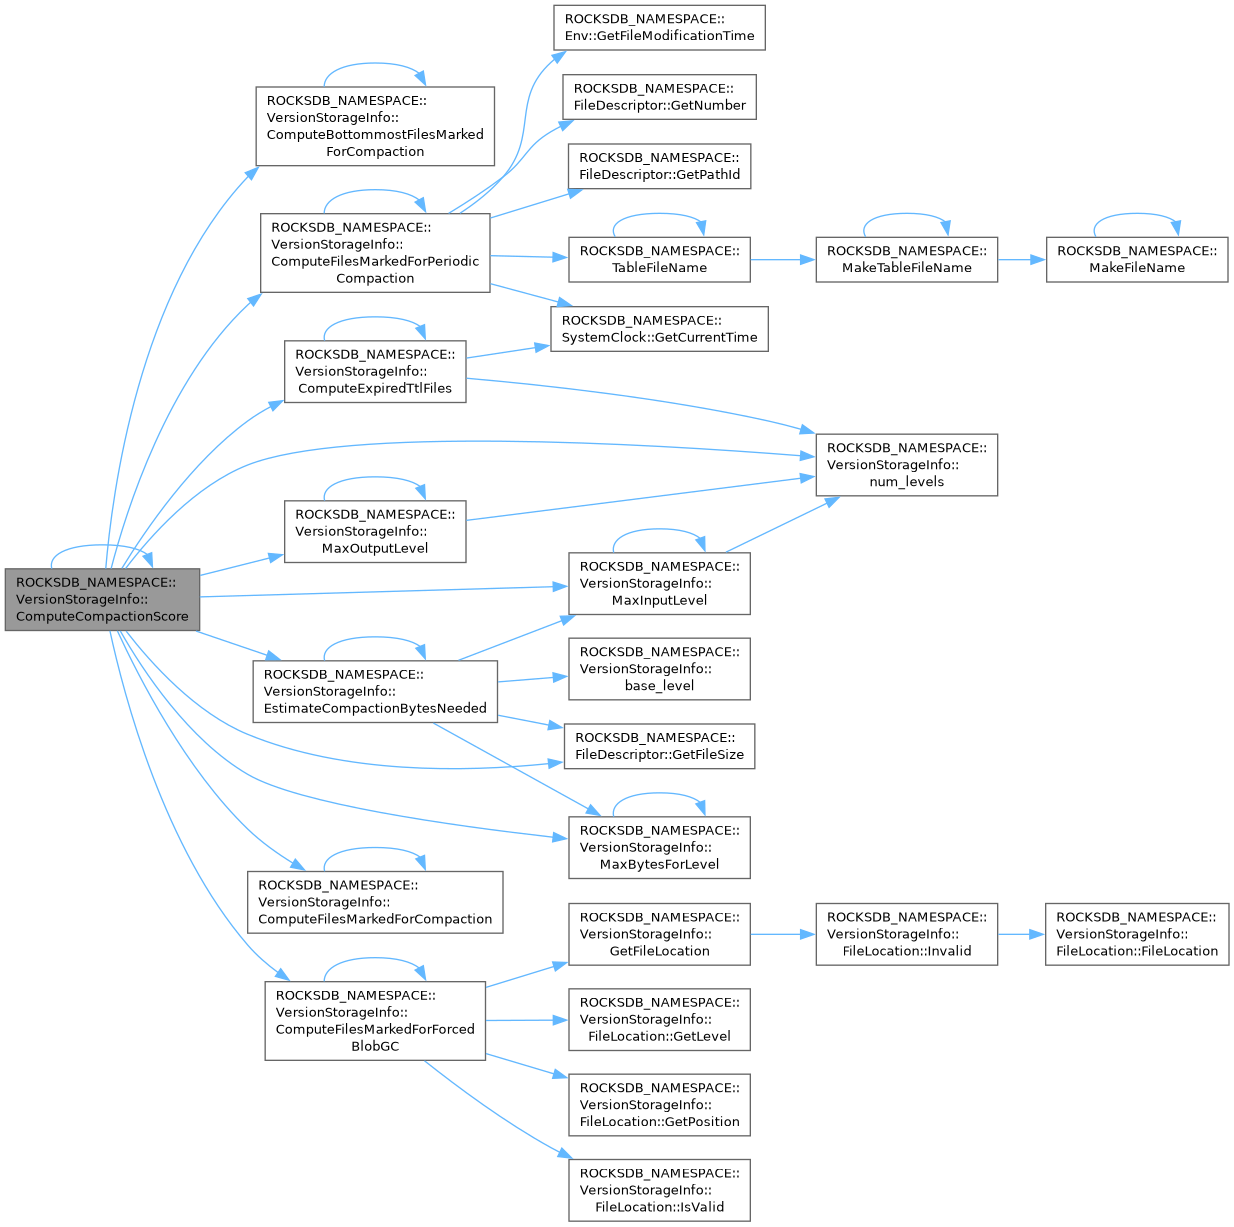 ROCKSDB_NAMESPACE::
Env::GetFileModificationTime
ROCKSDB_NAMESPACE::
FileDescriptor::GetNumber
ROCKSDB_NAMESPACE::
VersionStorageInfo::
ComputeBottommostFilesMarked
ForCompaction
ROCKSDB_NAMESPACE::
FileDescriptor::GetPathId
ROCKSDB_NAMESPACE::
VersionStorageInfo::
ComputeFilesMarkedForPeriodic
Compaction
ROCKSDB_NAMESPACE::
TableFileName
ROCKSDB_NAMESPACE::
MakeTableFileName
ROCKSDB_NAMESPACE::
MakeFileName
ROCKSDB_NAMESPACE::
SystemClock::GetCurrentTime
ROCKSDB_NAMESPACE::
VersionStorageInfo::
ComputeExpiredTtlFiles
ROCKSDB_NAMESPACE::
VersionStorageInfo::
num_levels
ROCKSDB_NAMESPACE::
VersionStorageInfo::
MaxOutputLevel
ROCKSDB_NAMESPACE::
VersionStorageInfo::
ComputeCompactionScore
ROCKSDB_NAMESPACE::
VersionStorageInfo::
MaxInputLevel
ROCKSDB_NAMESPACE::
VersionStorageInfo::
base_level
ROCKSDB_NAMESPACE::
VersionStorageInfo::
EstimateCompactionBytesNeeded
ROCKSDB_NAMESPACE::
FileDescriptor::GetFileSize
ROCKSDB_NAMESPACE::
VersionStorageInfo::
MaxBytesForLevel
ROCKSDB_NAMESPACE::
VersionStorageInfo::
ComputeFilesMarkedForCompaction
ROCKSDB_NAMESPACE::
VersionStorageInfo::
GetFileLocation
ROCKSDB_NAMESPACE::
VersionStorageInfo::
FileLocation::Invalid
ROCKSDB_NAMESPACE::
VersionStorageInfo::
FileLocation::FileLocation
ROCKSDB_NAMESPACE::
VersionStorageInfo::
ComputeFilesMarkedForForced
BlobGC
ROCKSDB_NAMESPACE::
VersionStorageInfo::
FileLocation::GetLevel
ROCKSDB_NAMESPACE::
VersionStorageInfo::
FileLocation::GetPosition
ROCKSDB_NAMESPACE::
VersionStorageInfo::
FileLocation::IsValid